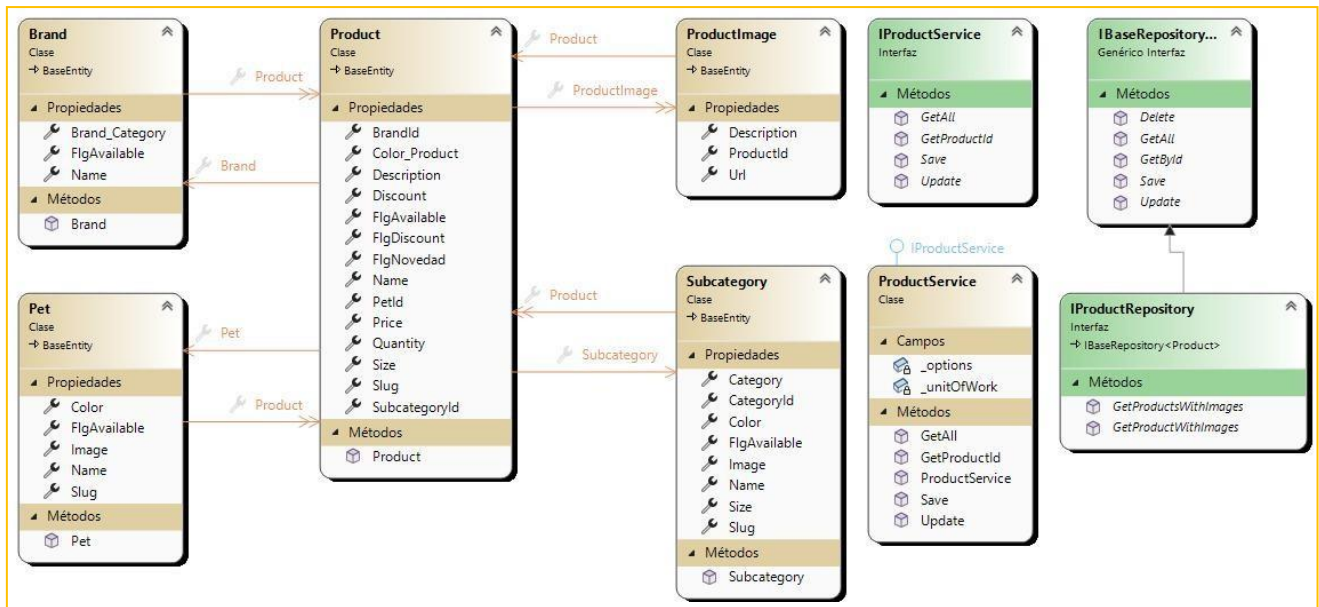 Brand
Clase
BaseEntity
Propiedades
Brand_Category
FlgAvailable
Name
Métodos
Brand
Product
Brand
Pet
Clase
BaseEntity
Propiedades
Color
FlgAvailable
Image
Name
Slug
Métodos
Pet
Pet
Product
Product
Clase
BaseEntity
Propiedades
BrandId
Color_Product
Description
Discount
FlgAvailable
FlgDiscount
FlgNovedad
Name
PetId
Price
Quantity
Size
Slug
SubcategoryId
Métodos
Product
Product
ProductImage
Product
Subcategory
ProductImage
Clase
BaseEntity
Propiedades
Description
ProductId
Url
Subcategory
Clase
BaseEntity
Propiedades
Category
CategoryId
Color
FlgAvailable
Image
Name
Size
Slug
Métodos
Subcategory
IProductService
Interfaz
Métodos
GetAll
GetProductId
Save
Update
IProductService
ProductService
Clase
Campos
_options
_unitOfWork
Métodos
GetAll
GetProductId
ProductService
Save
Update
IBaseRepository...
Genérico Interfaz
Métodos
Delete
GetAll
GetById
Save
Update
IProductRepository
Interfaz
IBaseRepository<Product>
Métodos
GetProductsWithImages
GetProductWithImages